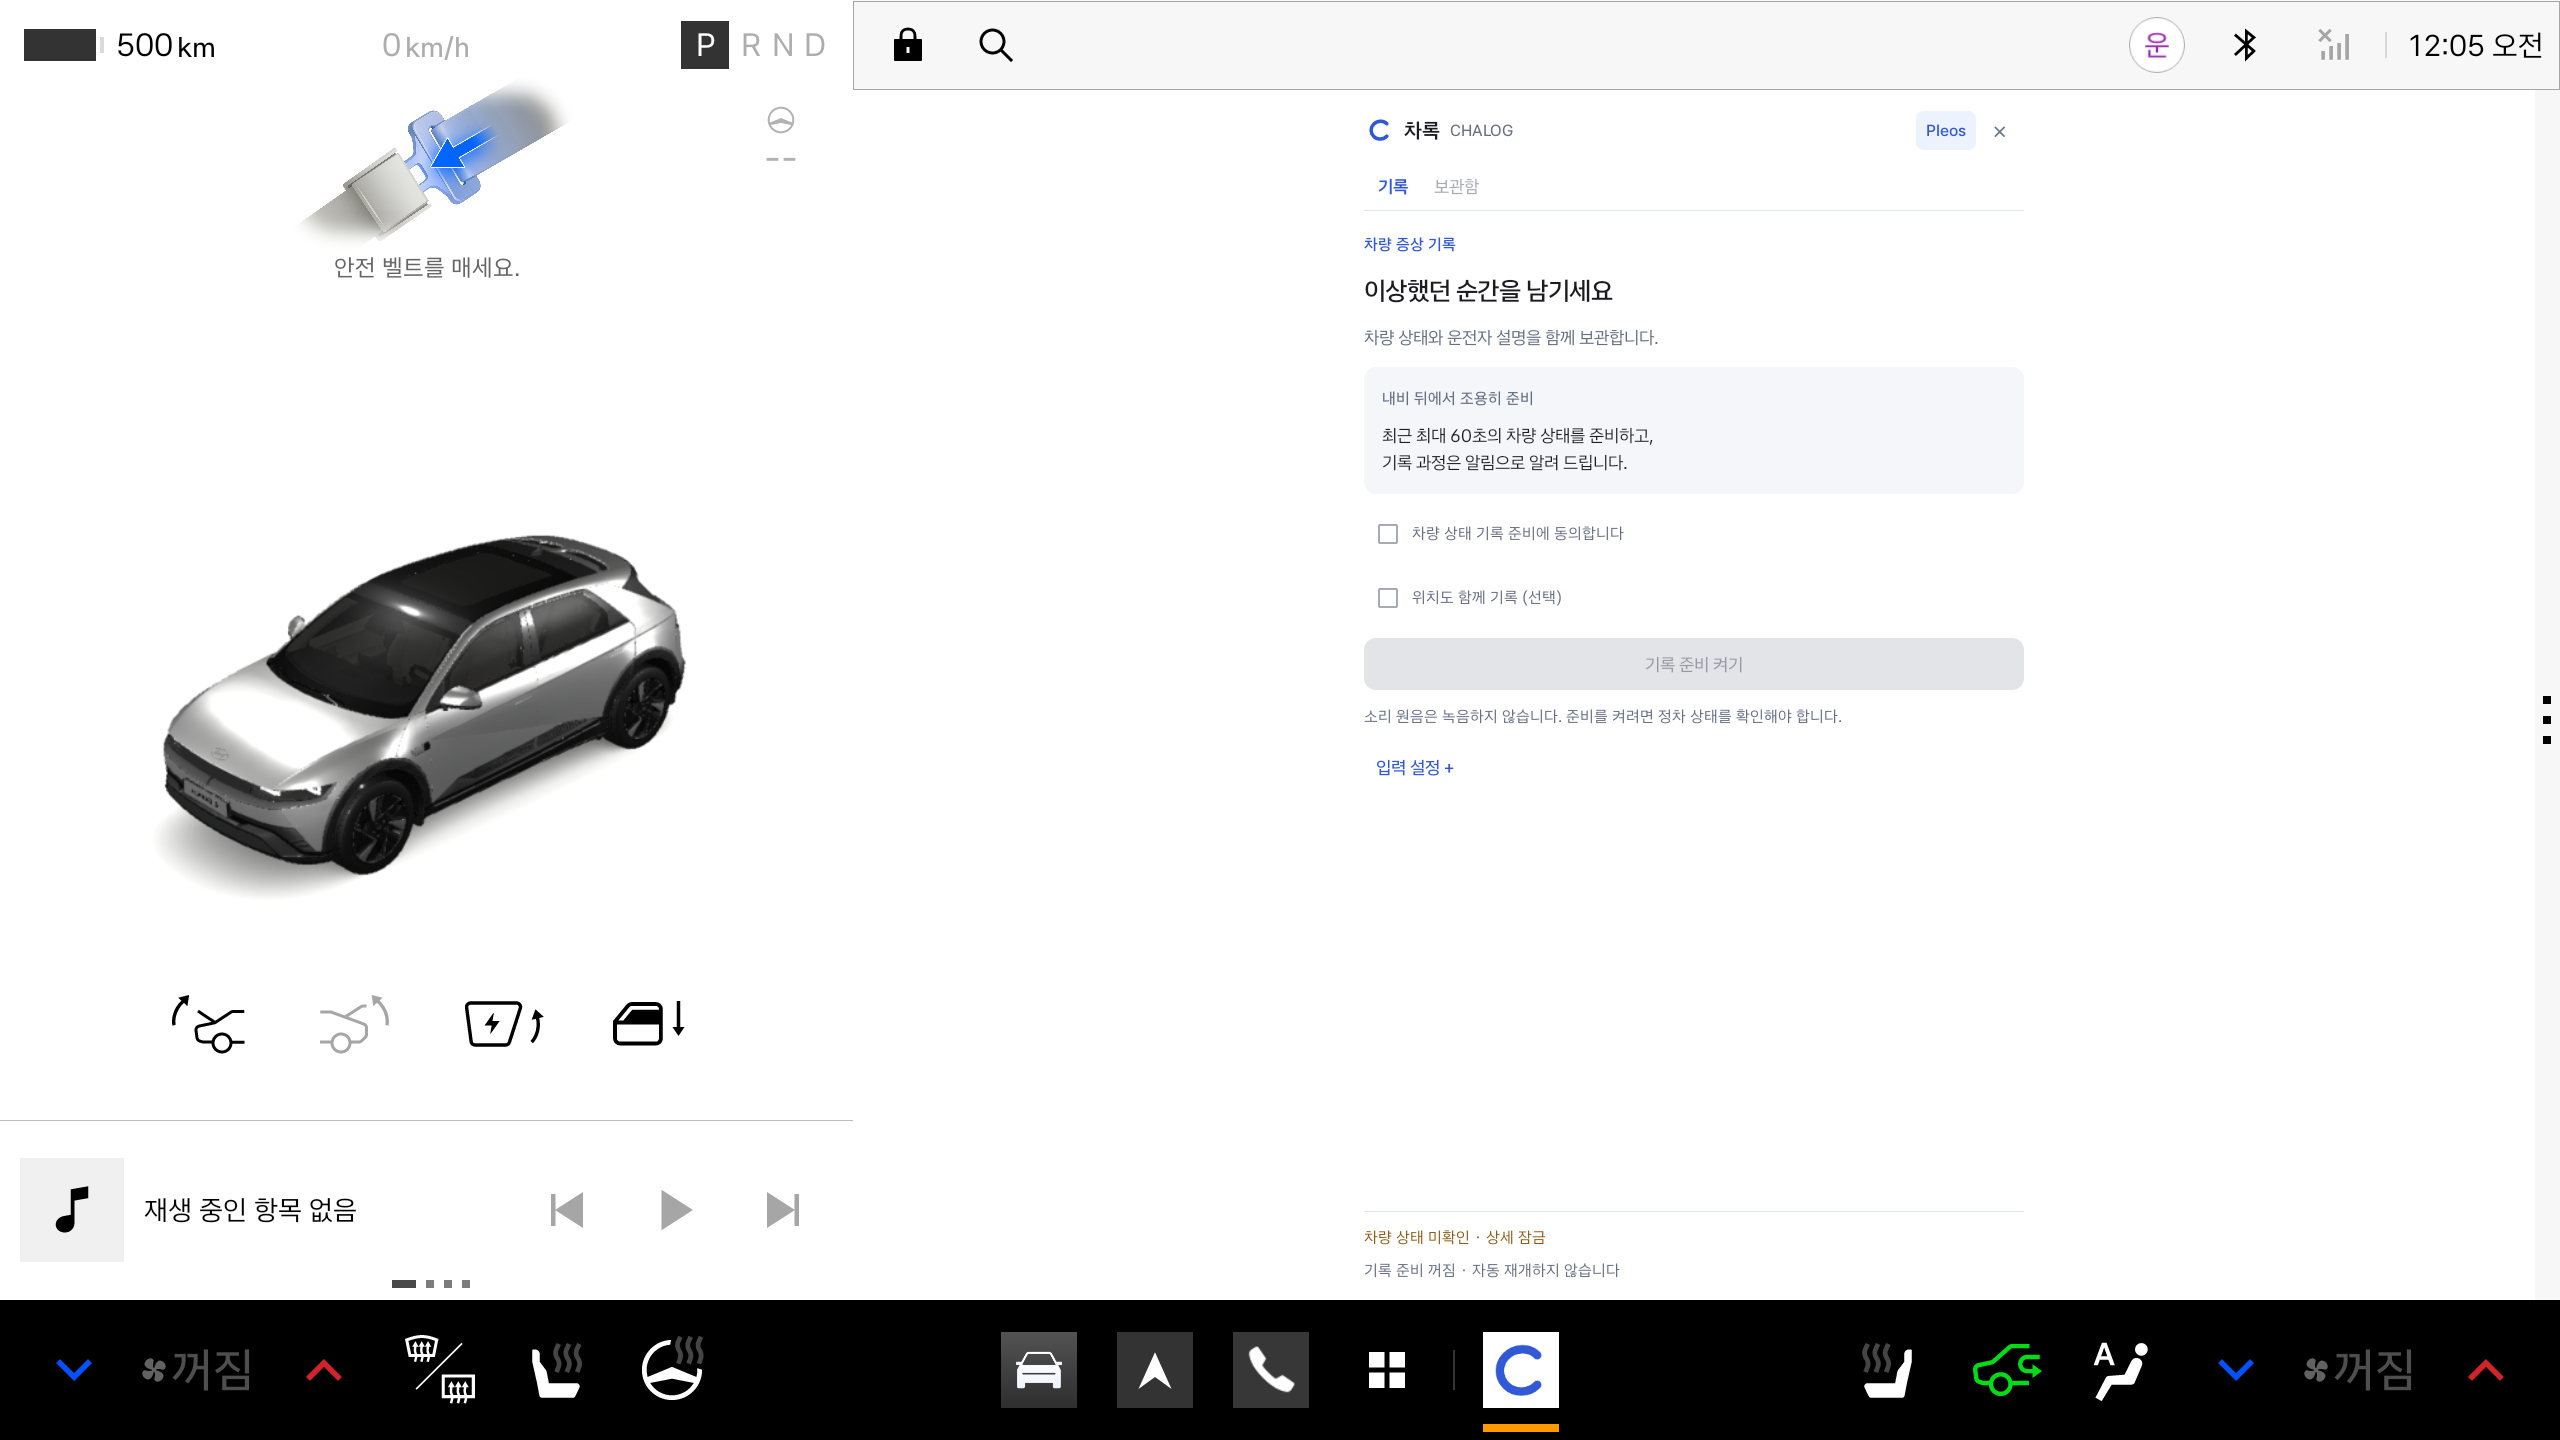 500 km
0 km/h
P R N D
운
12:05 오전
안전 벨트를 매세요.
차록 CHALOG
Pleos
기록 보관함
차량 증상 기록
이상했던 순간을 남기세요
차량 상태와 운전자 설명을 함께 보관합니다.
내비 뒤에서 조용히 준비
최근 최대 60초의 차량 상태를 준비하고,
기록 과정은 알림으로 알려 드립니다.
차량 상태 기록 준비에 동의합니다
위치도 함께 기록 (선택)
기록 준비 켜기
소리 원음은 녹음하지 않습니다. 준비를 켜려면 정차 상태를 확인해야 합니다.
입력 설정 +
차량 상태 미확인 · 상세 잠금
기록 준비 꺼짐 · 자동 재개하지 않습니다
재생 중인 항목 없음
꺼짐
A
꺼짐